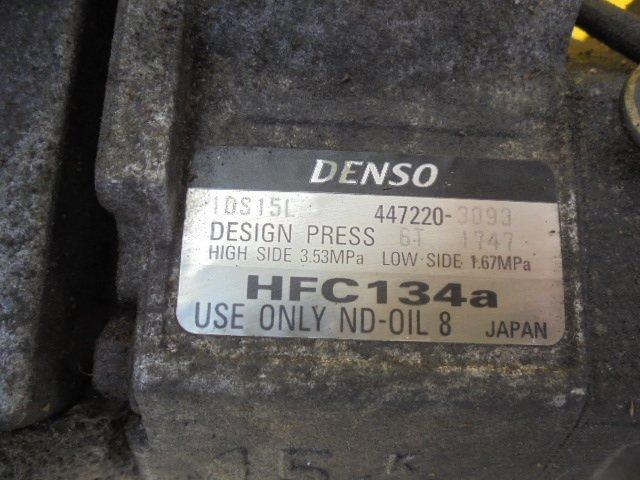 DENSO
10S15L 447220-3093
DESIGN PRESS 6T 1747
HIGH SIDE 3.53MPa LOW SIDE 1.67MPa
HFC134a
USE ONLY ND-OIL 8 JAPAN
15 K